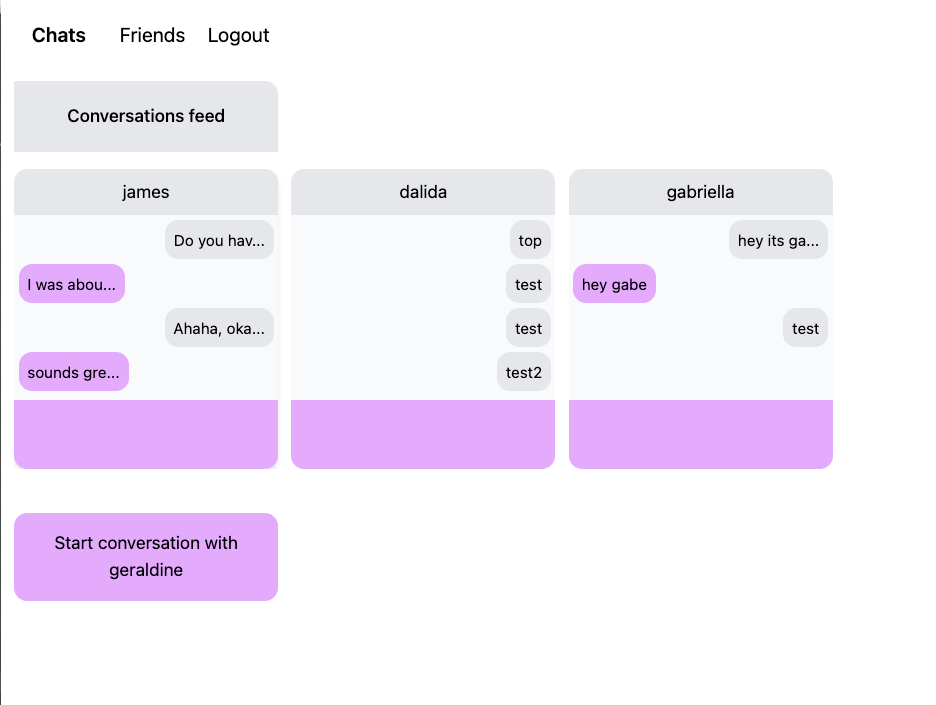 Chats Friends Logout
Conversations feed
james
Do you hav...
I was abou...
Ahaha, oka...
sounds gre...
dalida
top
test
test
test2
gabriella
hey its ga...
hey gabe
test
Start conversation with
geraldine